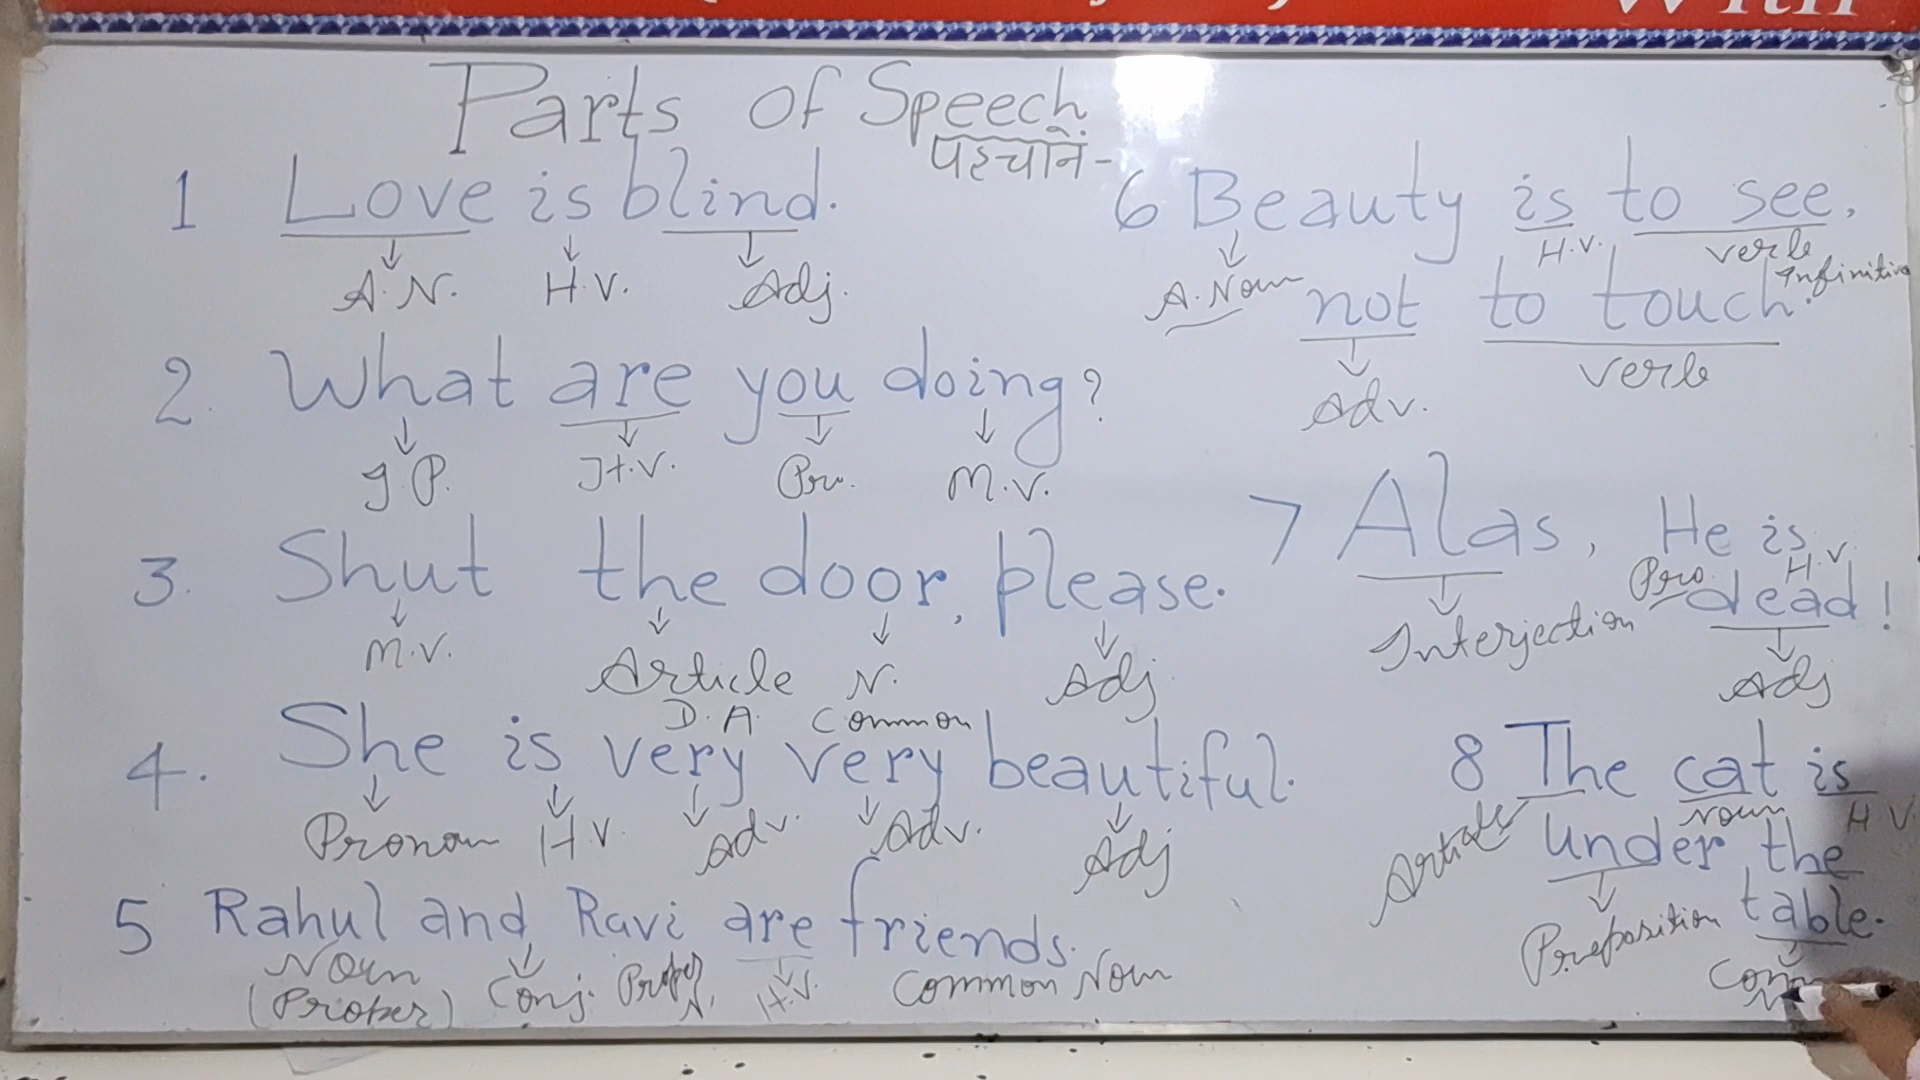 with
Parts of Speech
पहचानें-
1 Love is blind.
A.N. H.V. Adj.
2. What are you doing?
I.P. H.V. Pro. M.V.
3. Shut the door, please.
M.V. Article N. Adj
D.A. Common
4. She is very very beautiful.
Pronoun H.V. adv. Adv. Adj
5 Rahul and Ravi are friends.
Noun (Proper) Conj. Proper N. H.V. Common Noun
6 Beauty is to see,
A.Noun H.V. verb Infinitive
not to touch.
Adv. verb
7 Alas, He is
Interjection Pro. H.V.
dead!
Adj
8 The cat is
Article Noun H V
under the
Preposition
table.
Comm